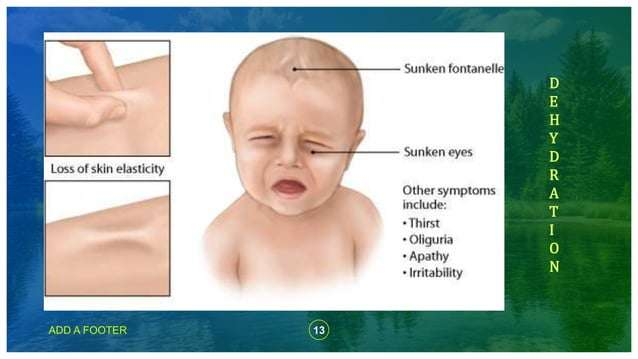 Sunken fontanelle
Loss of skin elasticity
Sunken eyes
Other symptoms
include:
• Thirst
• Oliguria
• Apathy
• Irritability
D
E
H
Y
D
R
A
T
I
O
N
ADD A FOOTER
13